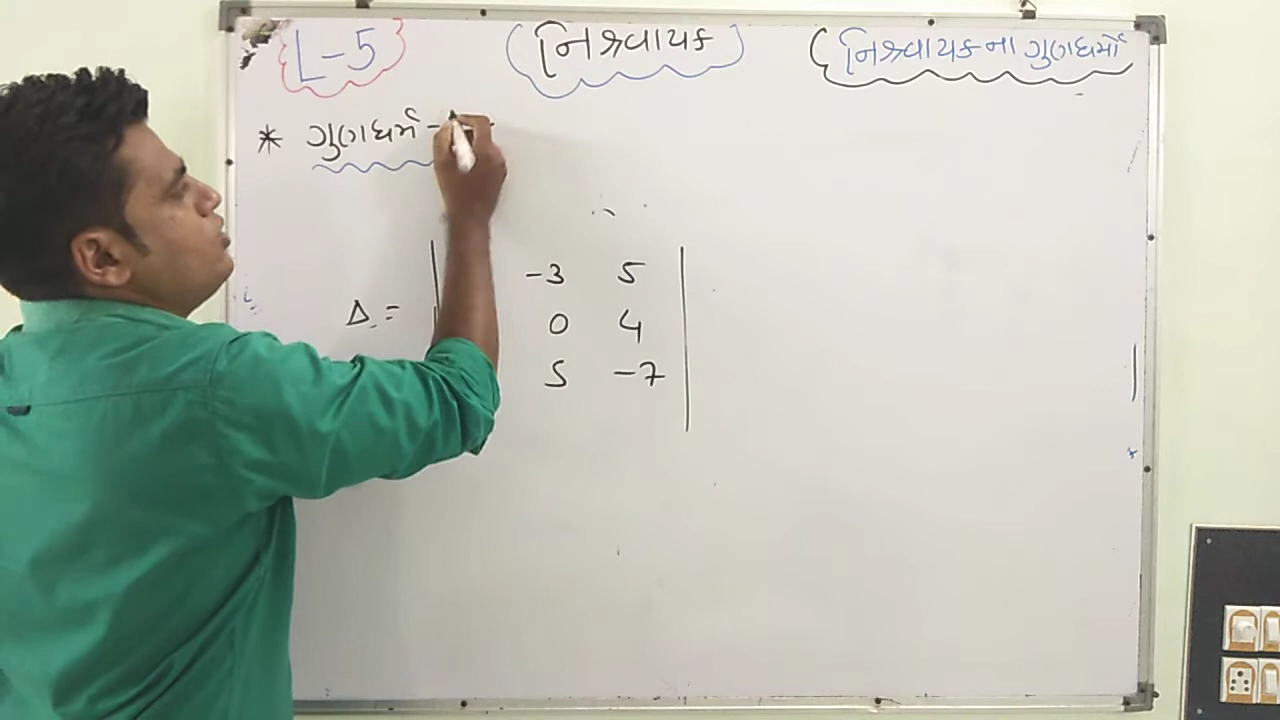 L-5
નિશ્ચાયક
(નિશ્ચાયકના ગુણધર્મો
* ગુણધર્મ -
-3 5
Δ = 0 4
5 -7